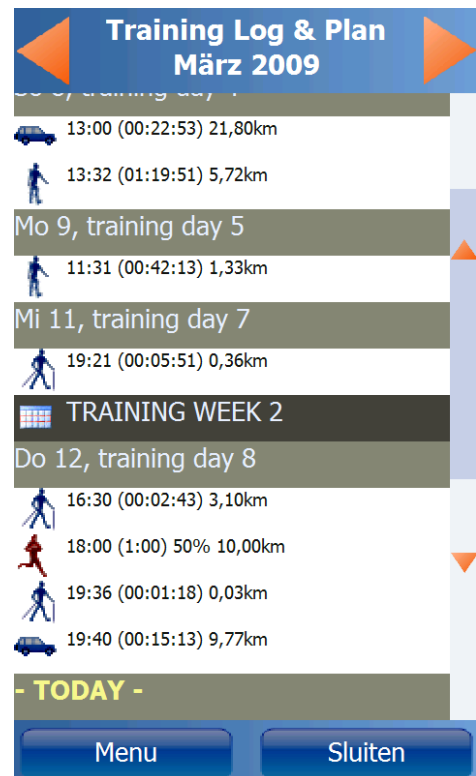 Training Log & Plan
März 2009
13:00 (00:22:53) 21,80km
13:32 (01:19:51) 5,72km
Mo 9, training day 5
11:31 (00:42:13) 1,33km
Mi 11, training day 7
19:21 (00:05:51) 0,36km
TRAINING WEEK 2
Do 12, training day 8
16:30 (00:02:43) 3,10km
18:00 (1:00) 50% 10,00km
19:36 (00:01:18) 0,03km
19:40 (00:15:13) 9,77km
- TODAY -
Menu
Sluiten